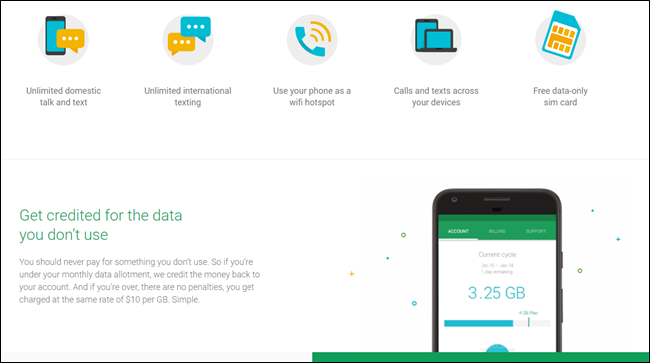 Unlimited domestic
talk and text
Unlimited international
texting
Use your phone as a
wifi hotspot
Calls and texts across
your devices
Free data-only
sim card
Get credited for the data
you don't use
You should never pay for something you don't use. So if you're
under your monthly data allotment, we credit the money back to
your account. And if you're over, there are no penalties, you get
charged at the same rate of $10 per GB. Simple.
ACCOUNT BILLING SUPPORT
Current cycle
Jan 15 – Jan 14
1 day remaining
3.25 GB
4 GB Plan